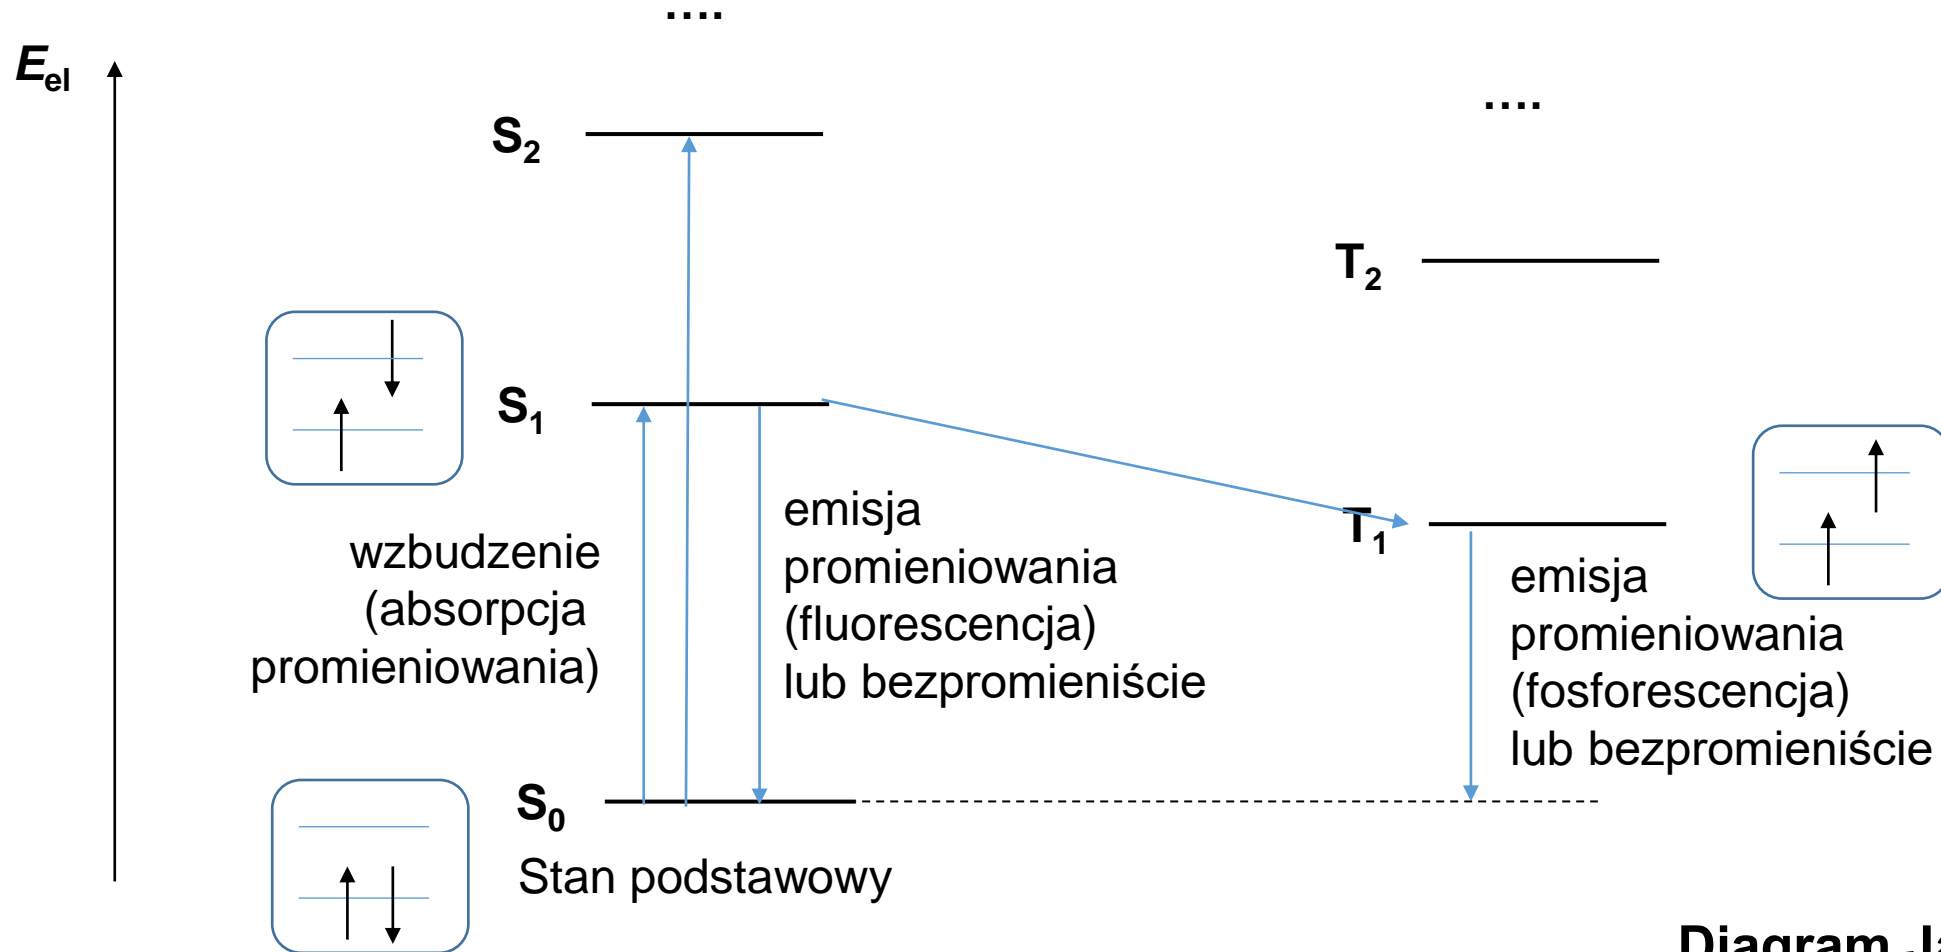 ....
E el
....
S2
T2
S1
T1
emisja
promieniowania
(fluorescencja)
lub bezpromieniście
wzbudzenie
(absorpcja
promieniowania)
emisja
promieniowania
(fosforescencja)
lub bezpromieniście
S0
Stan podstawowy
Diagram